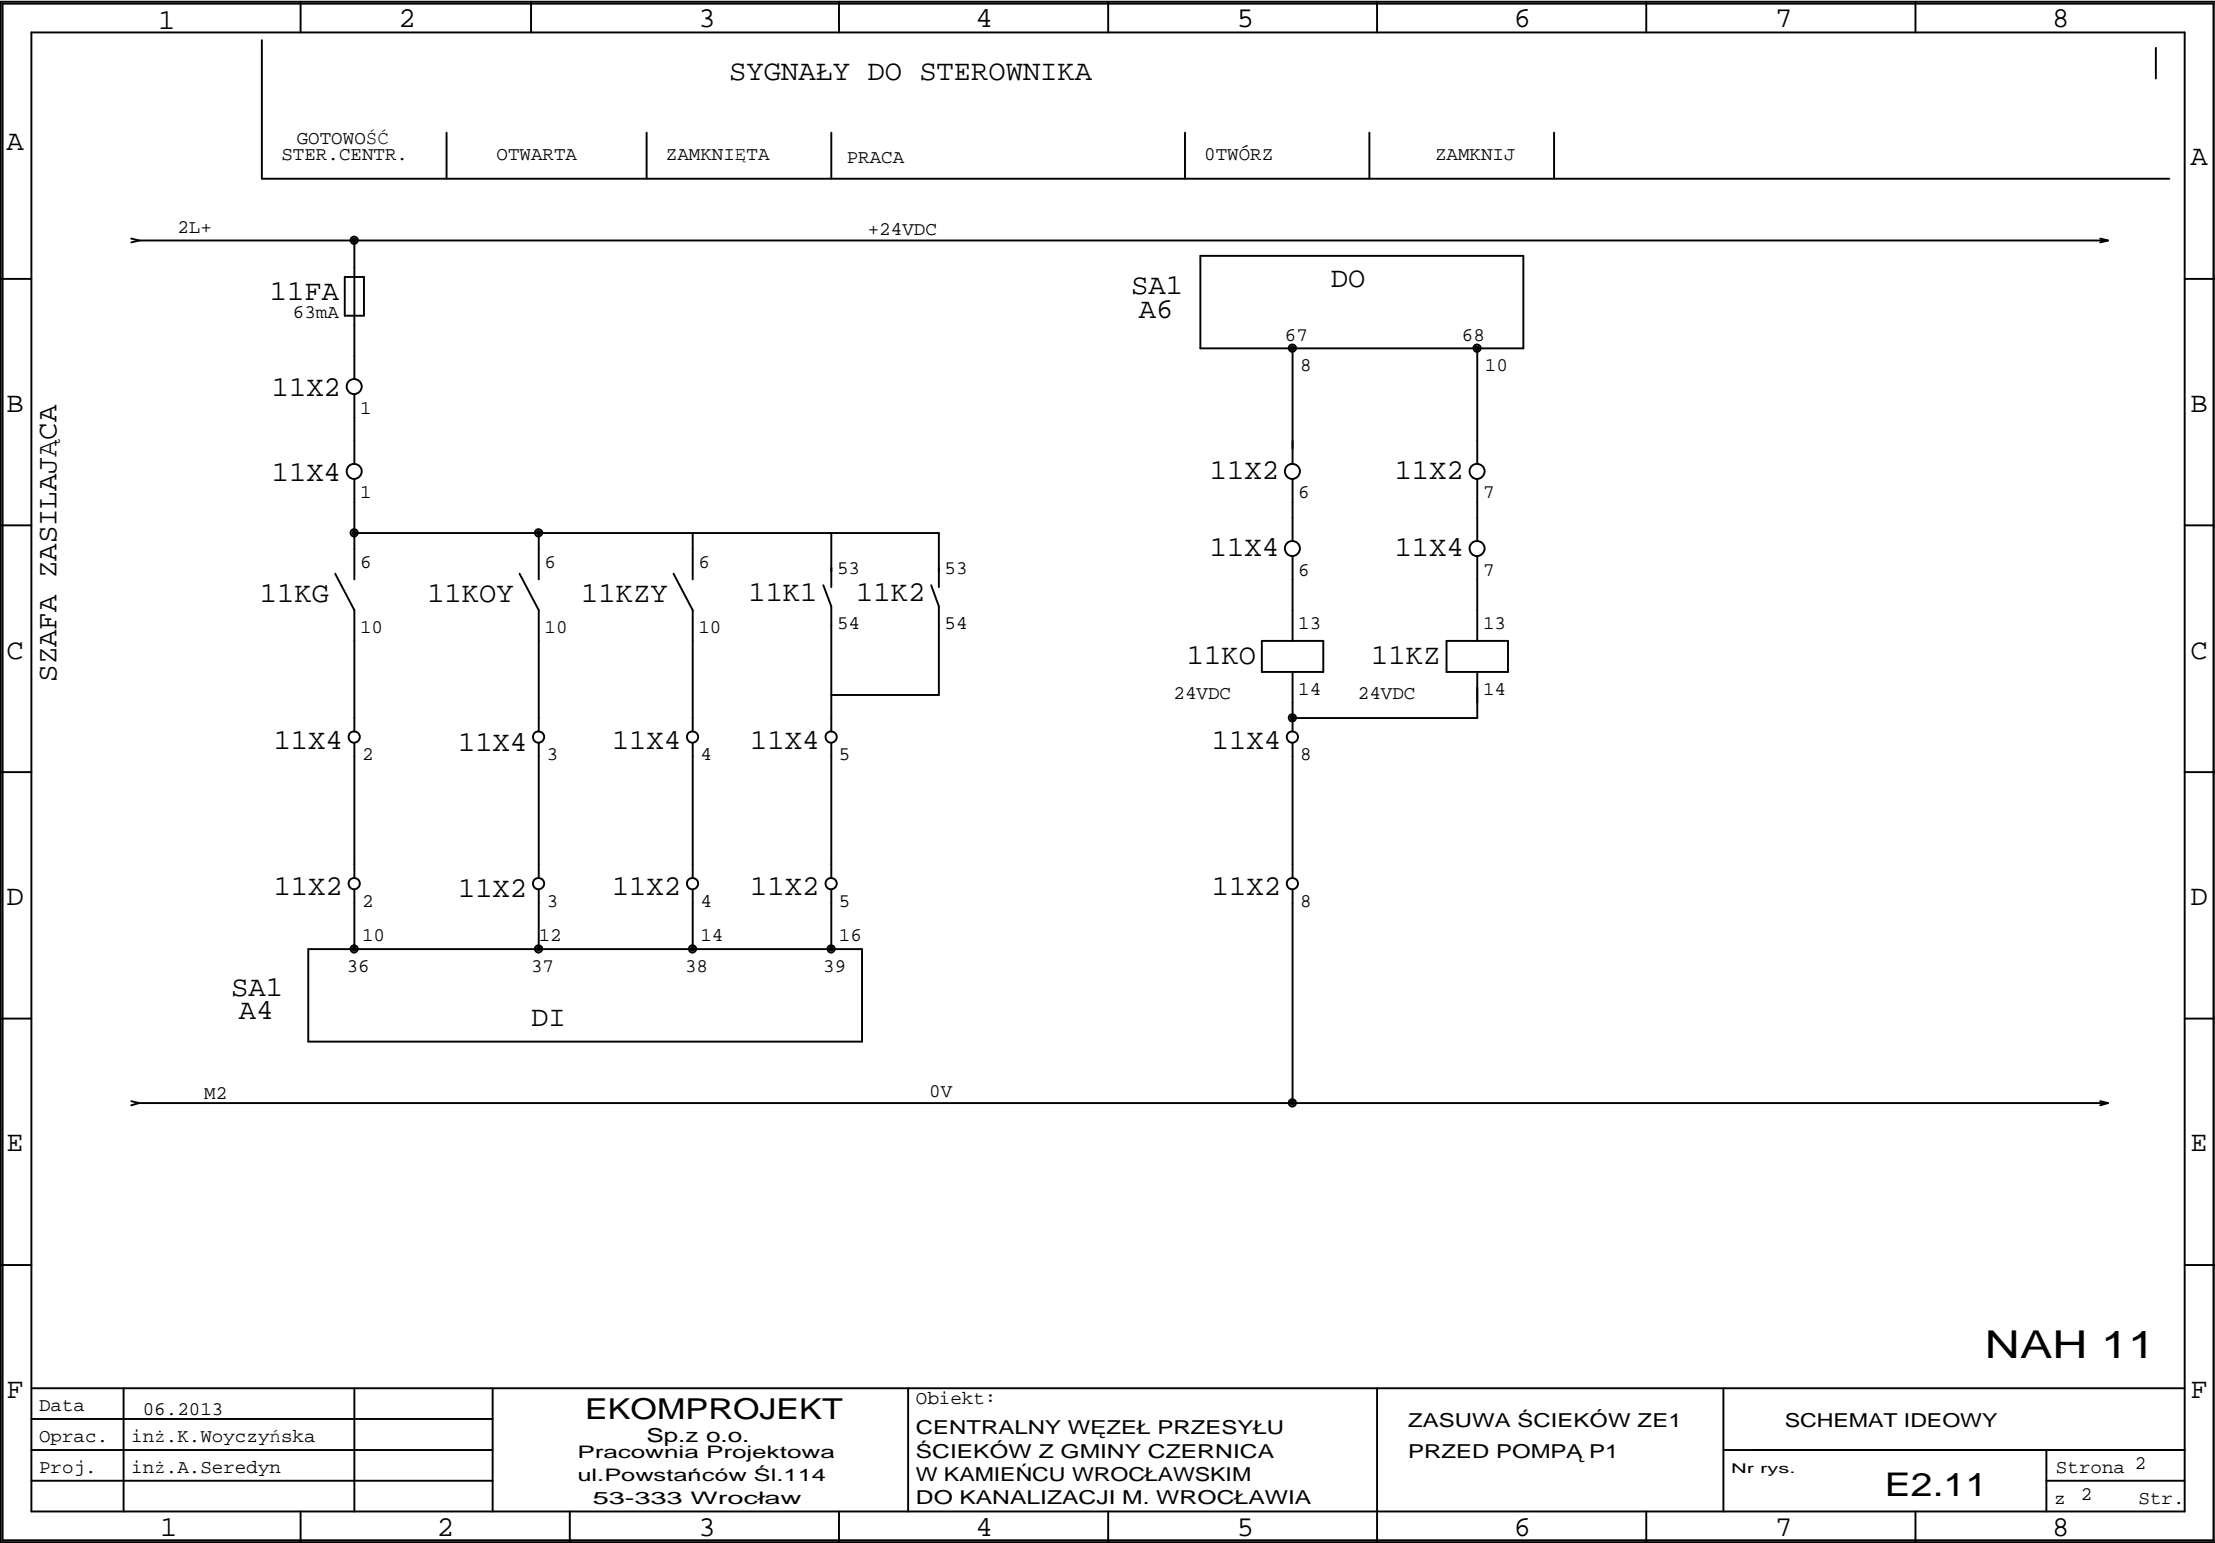 1 2 3 4 5 6 7 8
SYGNAŁY DO STEROWNIKA
A A
GOTOWOŚĆ
STER.CENTR.
OTWARTA
ZAMKNIĘTA
PRACA
0TWÓRZ
ZAMKNIJ
2L+
+24VDC
11FA
63mA
SA1
A6
DO
67 68
8 10
B B
SZAFA ZASILAJĄCA
11X2
1
11X4
1
11X2
6
11X2
7
11X4
6
11X4
7
6 6 6 53 53
11KG 11KOY 11KZY 11K1 11K2
10 10 10 54 54
13 13
C C
11KO 11KZ
24VDC 14 24VDC 14
11X4
2
11X4
3
11X4
4
11X4
5
11X4
8
D D
11X2
2
11X2
3
11X2
4
11X2
5
11X2
8
10 12 14 16
36 37 38 39
SA1
A4
DI
M2
0V
E E
NAH 11
F F
Data 06.2013
Oprac. inż.K.Woyczyńska
Proj. inż.A.Seredyn
EKOMPROJEKT
Sp.z o.o.
Pracownia Projektowa
ul.Powstańców Śl.114
53-333 Wrocław
Obiekt:
CENTRALNY WĘZEŁ PRZESYŁU
ŚCIEKÓW Z GMINY CZERNICA
W KAMIEŃCU WROCŁAWSKIM
DO KANALIZACJI M. WROCŁAWIA
ZASUWA ŚCIEKÓW ZE1
PRZED POMPĄ P1
SCHEMAT IDEOWY
Nr rys.
E2.11
Strona 2
z 2 Str.
1 2 3 4 5 6 7 8